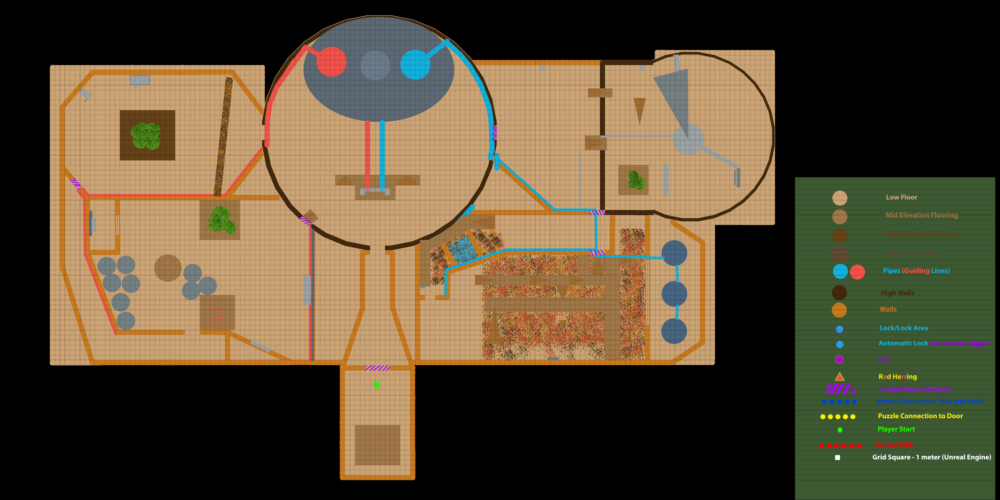 Low Floor
Mid Elevation Flooring
High Elevation Flooring
Highest Flooring
Pipes (Guiding Lines)
High Walls
Walls
Lock/Lock Area
Automatic Lock (automatic trigger)
Key
Red Herring
Locked Powered Doors
Puzzle Connection (Key and Lock)
Puzzle Connection to Door
Player Start
Critical Path
Grid Square - 1 meter (Unreal Engine)